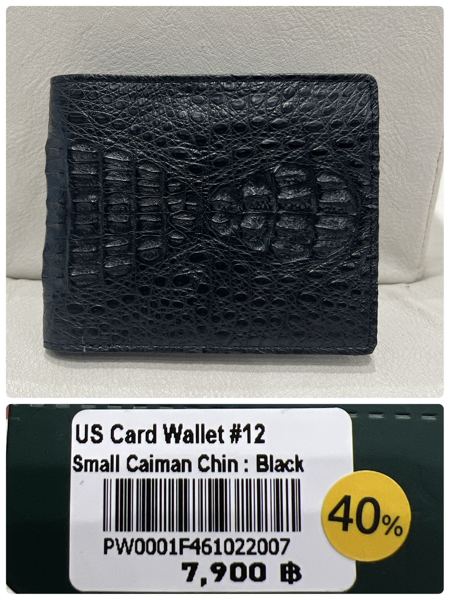 US Card Wallet #12
Small Caiman Chin : Black
40%
PW0001F461022007
7,900 ฿